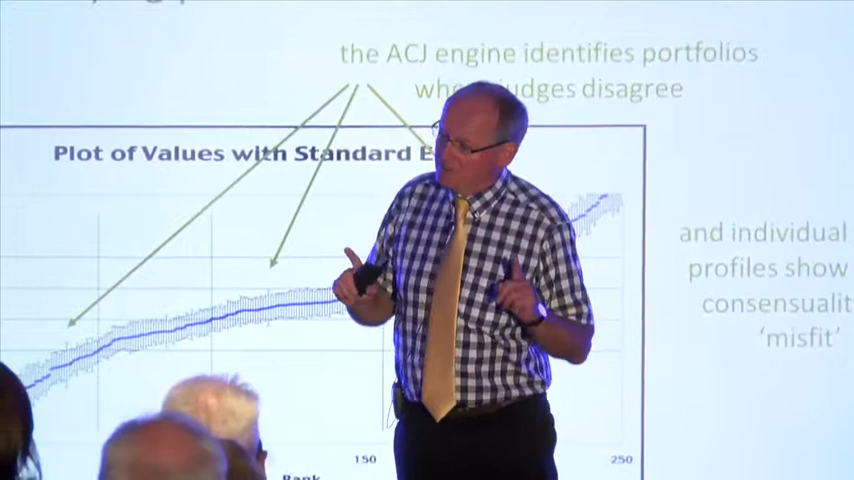 the ACJ engine identifies portfolios
judges disagree
Plot of Values with Standard
and individual
profiles show
'misfit'
Rank
150
250